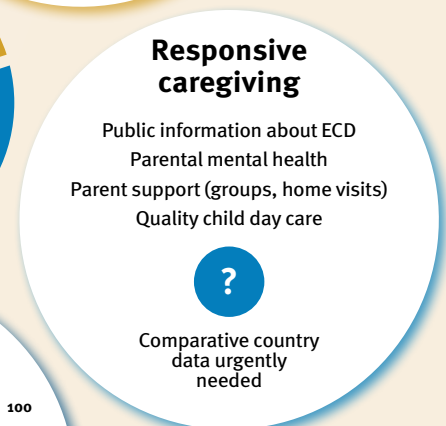 Responsive
caregiving
Public information about ECD
Parental mental health
Parent support (groups, home visits)
Quality child day care
?
Comparative country
data urgently
needed
100